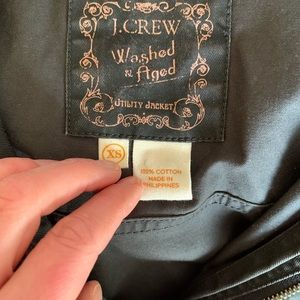 J.CREW
Washed
& Aged
UTILITY JACKET
XS
100% COTTON
MADE IN
PHILIPPINES